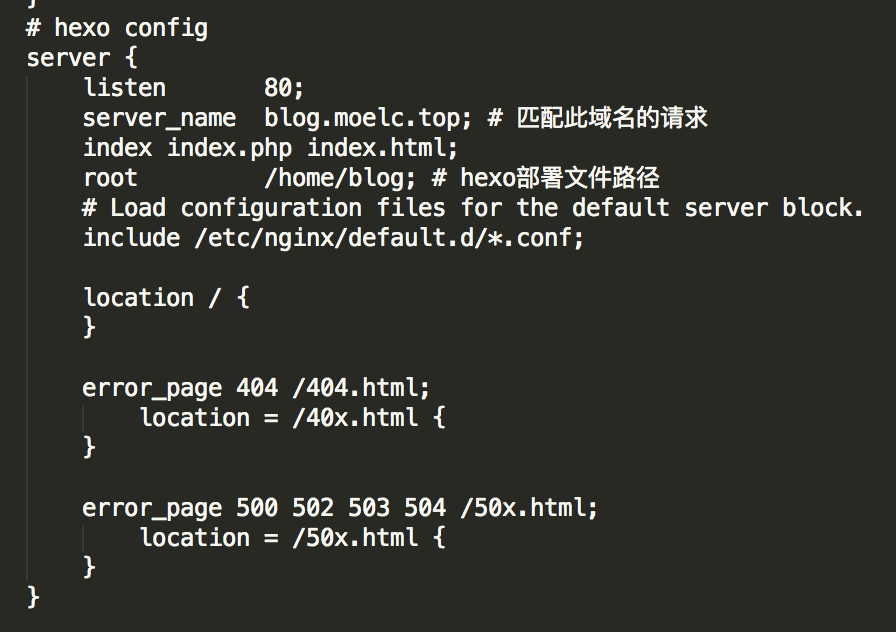 }
# hexo config
server {
    listen       80;
    server_name  blog.moelc.top; # 匹配此域名的请求
    index index.php index.html;
    root         /home/blog; # hexo部署文件路径
    # Load configuration files for the default server block.
    include /etc/nginx/default.d/*.conf;

    location / {
    }

    error_page 404 /404.html;
        location = /40x.html {
    }

    error_page 500 502 503 504 /50x.html;
        location = /50x.html {
    }
}